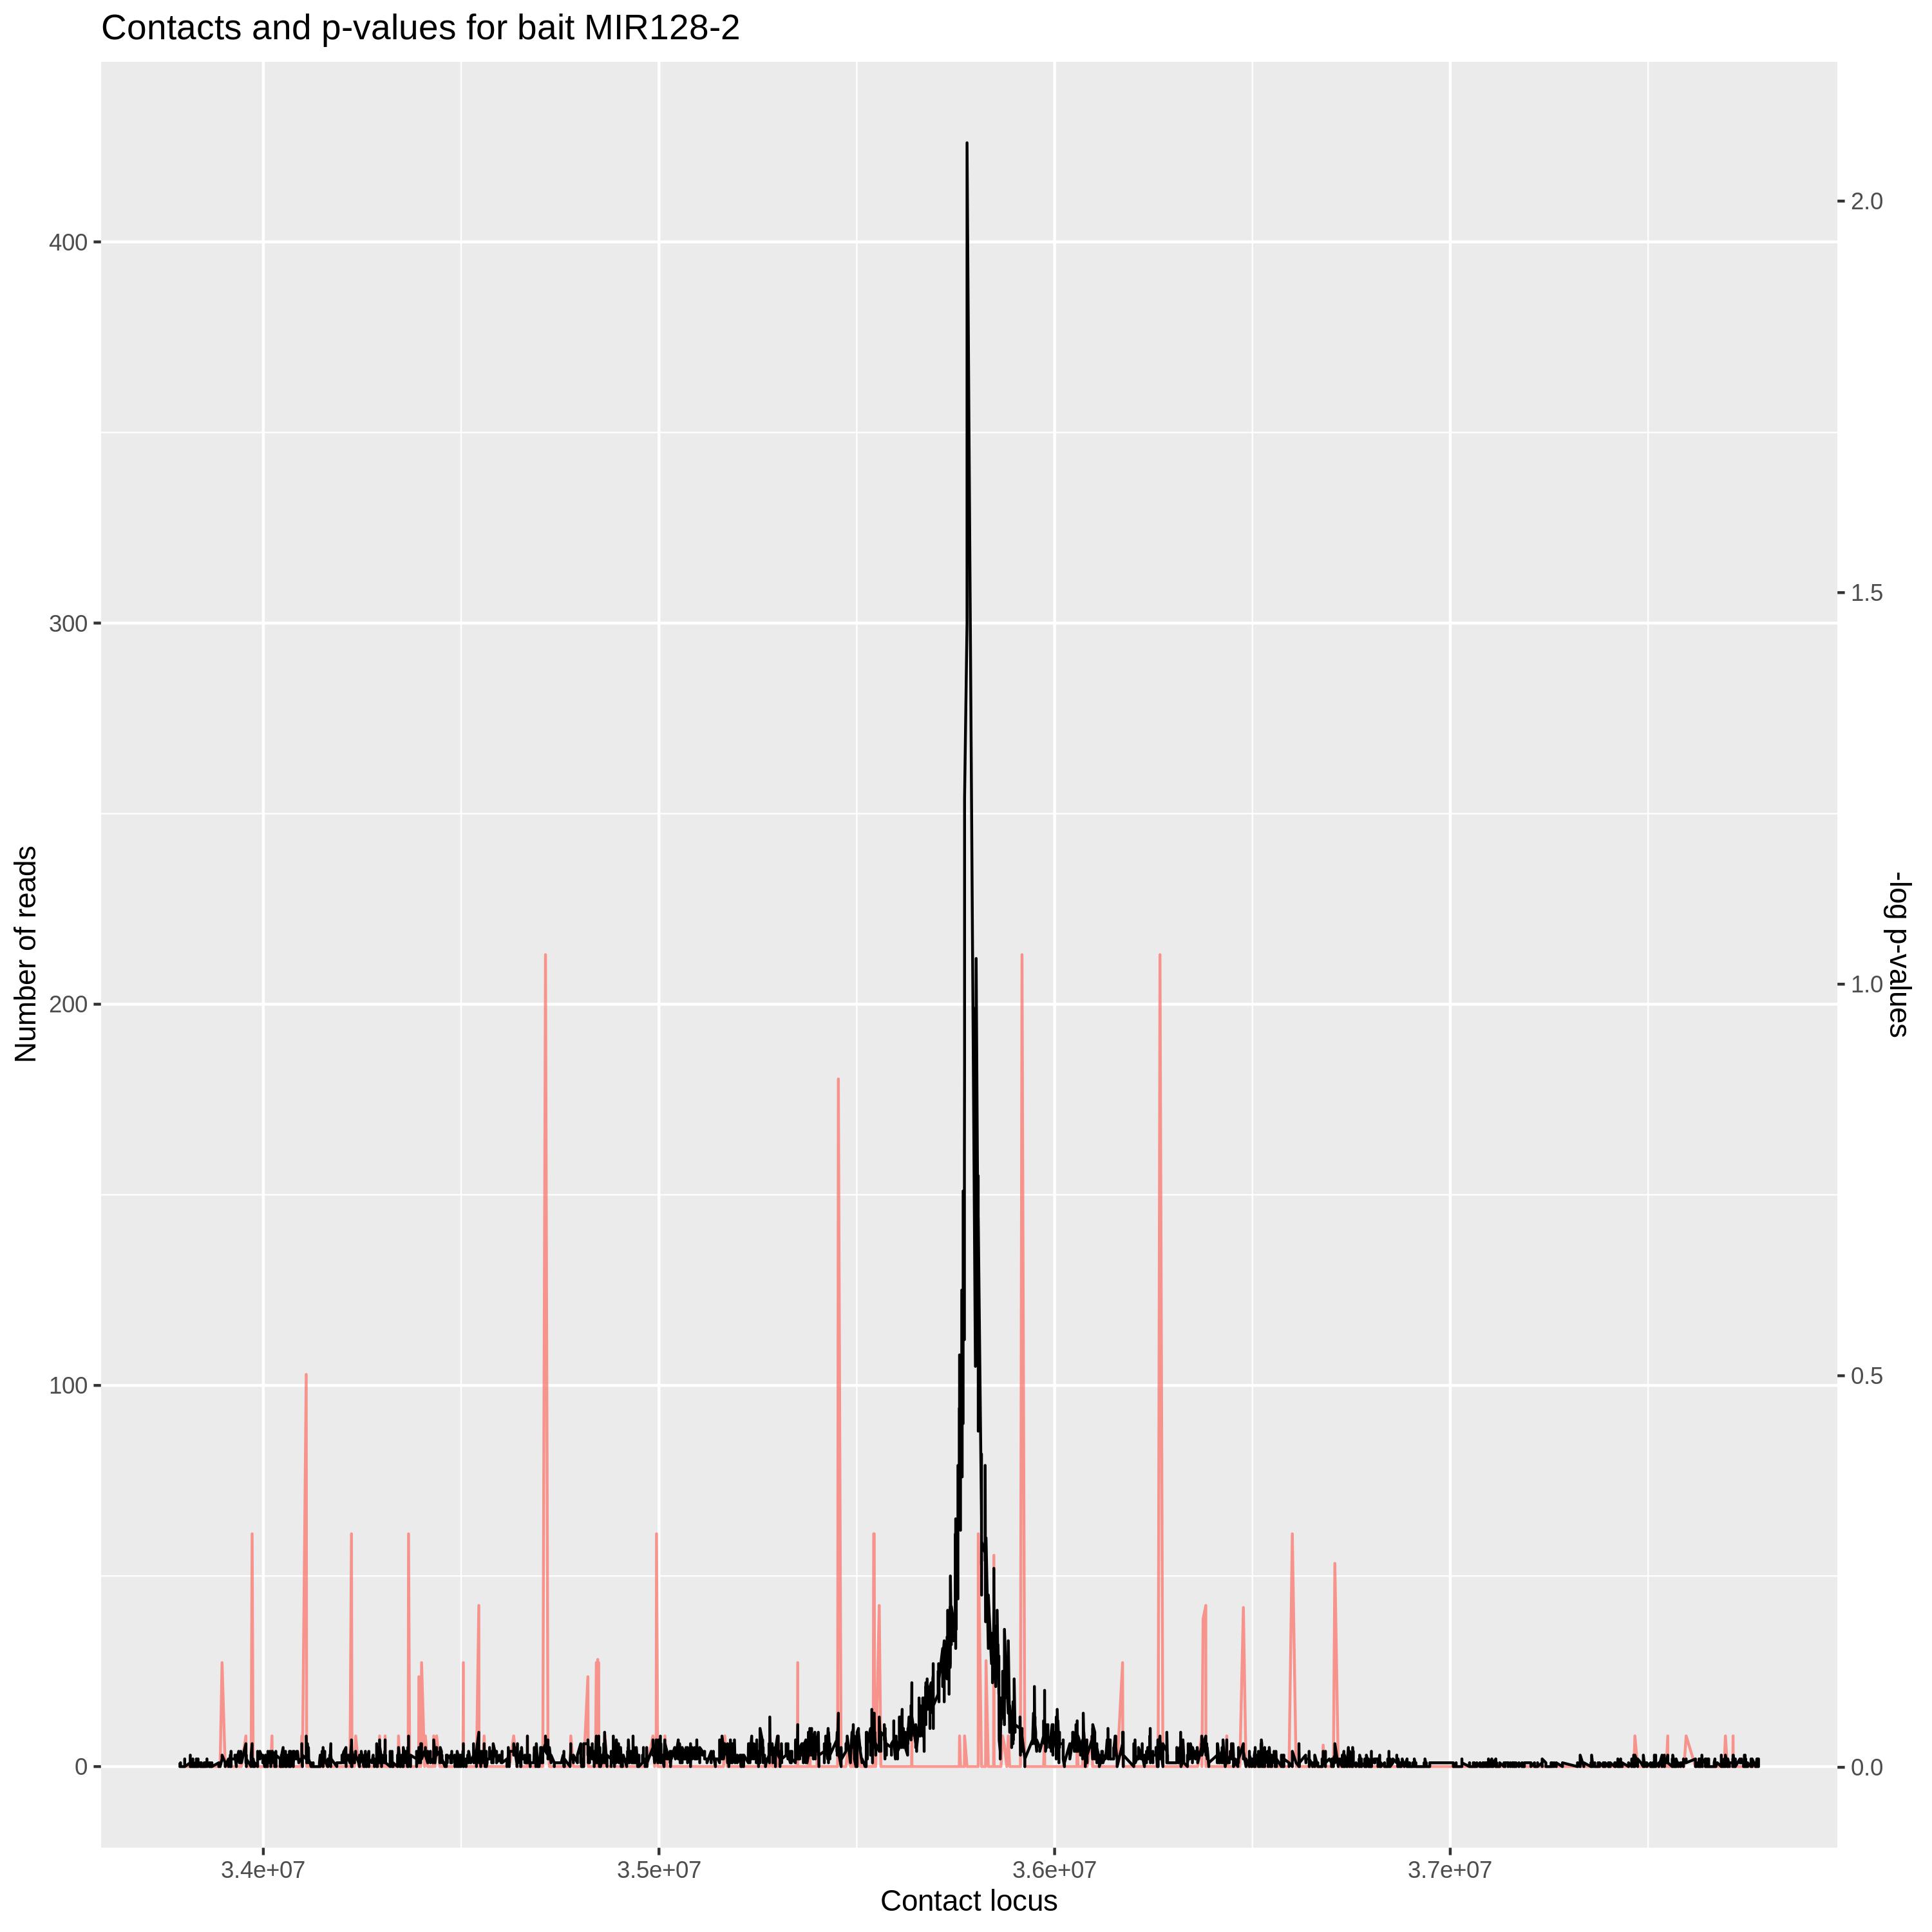 Contacts and p-values for bait MIR128-2
Number of reads
400
300
200
100
0
2.0
1.5
1.0
0.5
0.0
-log p-values
3.4e+07
3.5e+07
3.6e+07
3.7e+07
Contact locus